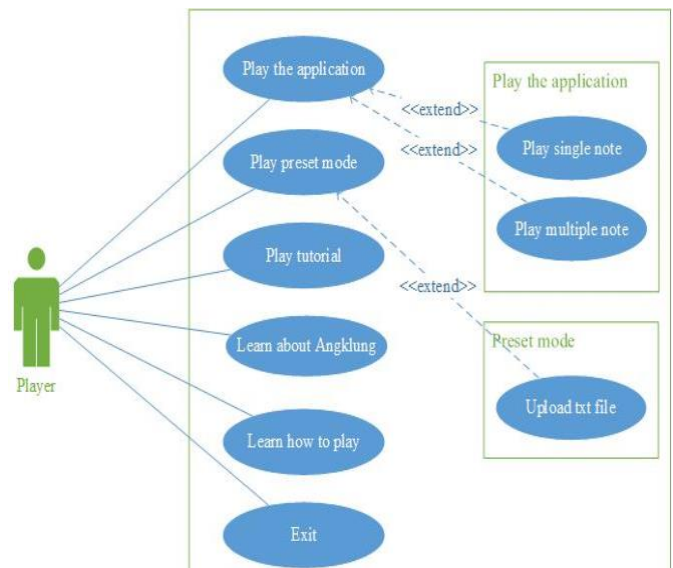 Play the application
Play the application
<<extend>>
Play single note
<<extend>>
Play preset mode
Play multiple note
Play tutorial
<<extend>>
Learn about Angklung
Preset mode
Player
Upload txt file
Learn how to play
Exit